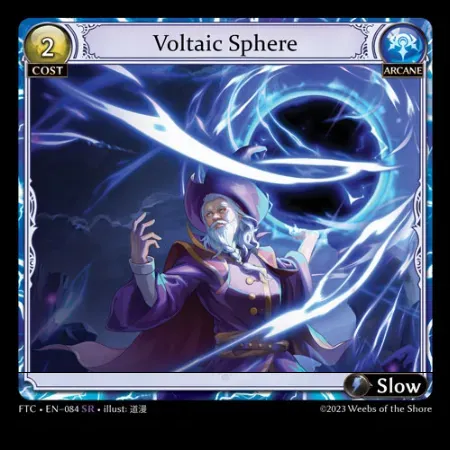 2
Voltaic Sphere
COST
ARCANE
Slow
FTC • EN-084 SR • illust: 道漫
©2023 Weebs of the Shore